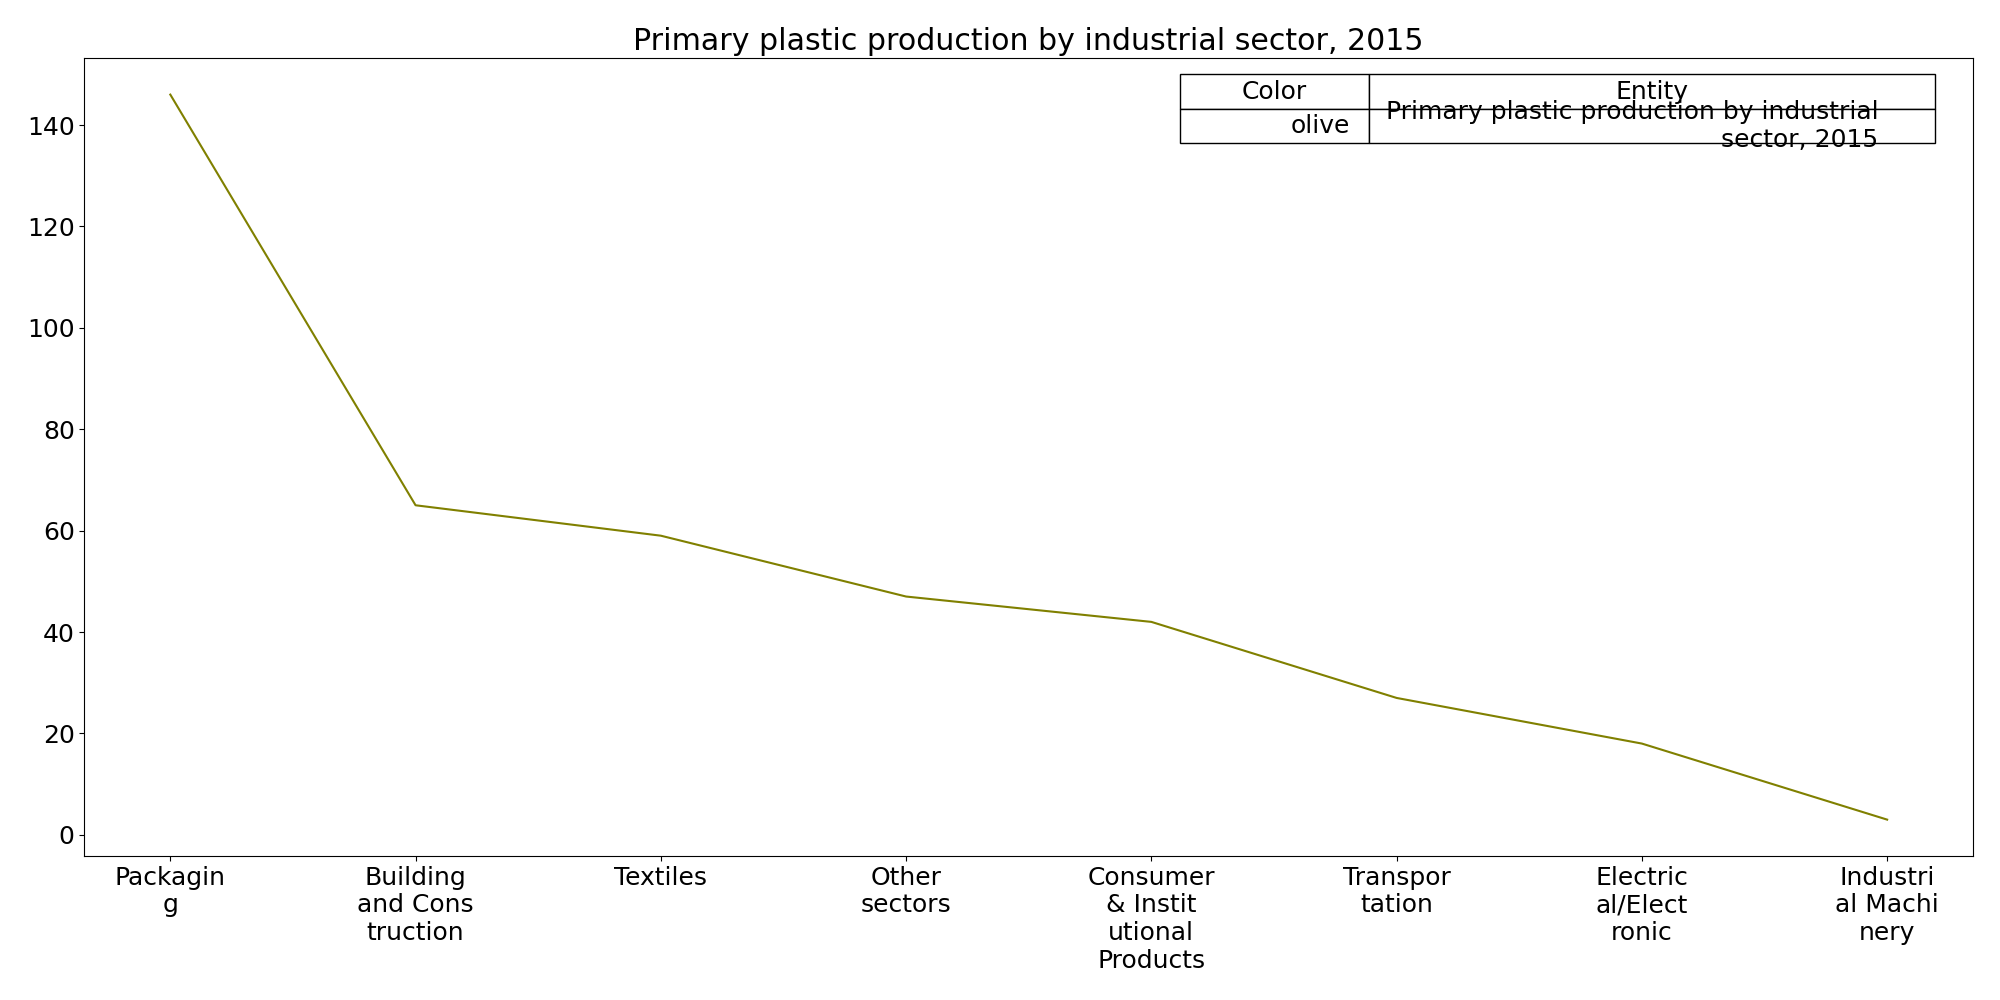 Primary plastic production by industrial sector, 2015
Color Entity
olive Primary plastic production by industrial
sector, 2015
140
120
100
80
60
40
20
0
Packagin
g
Building
and Cons
truction
Textiles
Other
sectors
Consumer
& Instit
utional
Products
Transpor
tation
Electric
al/Elect
ronic
Industri
al Machi
nery